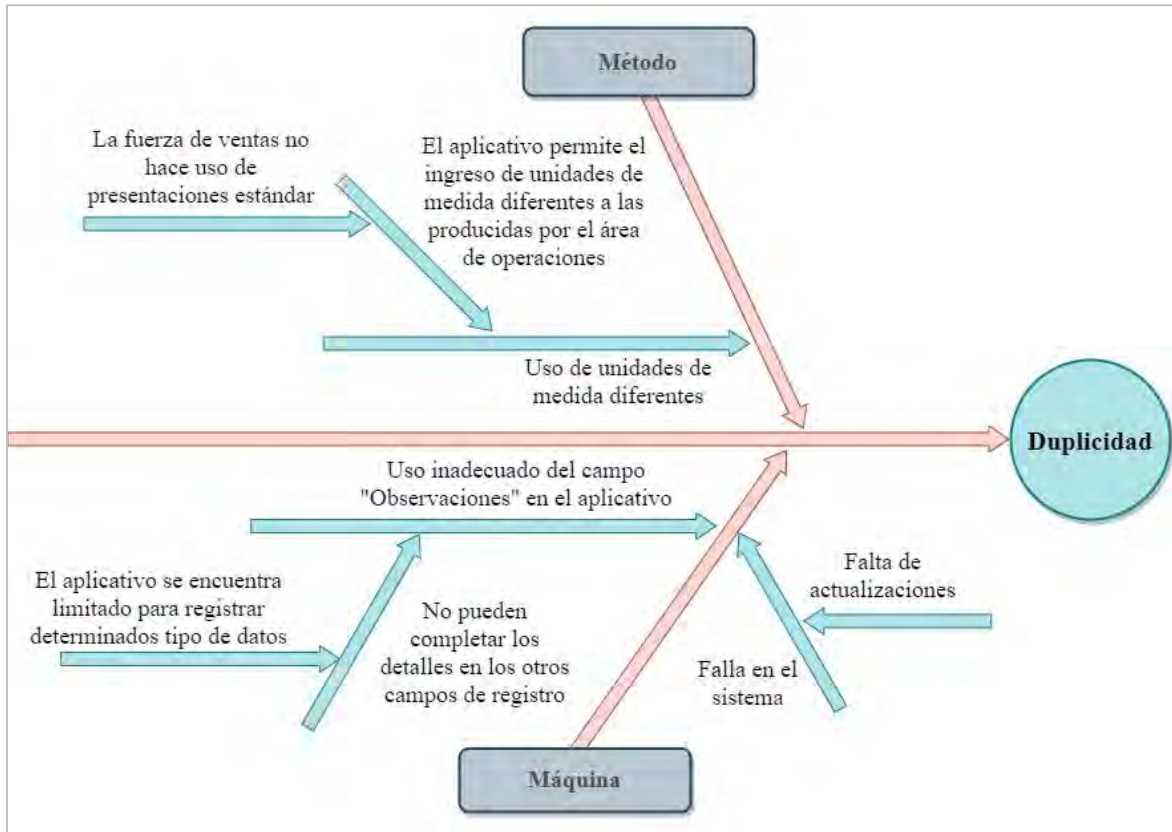 Método
La fuerza de ventas no
hace uso de
presentaciones estándar
El aplicativo permite el
ingreso de unidades de
medida diferentes a las
producidas por el área
de operaciones
Uso de unidades de
medida diferentes
Duplicidad
Uso inadecuado del campo
"Observaciones" en el aplicativo
El aplicativo se encuentra
limitado para registrar
determinados tipo de datos
No pueden
completar los
detalles en los otros
campos de registro
Falta de
actualizaciones
Falla en el
sistema
Máquina